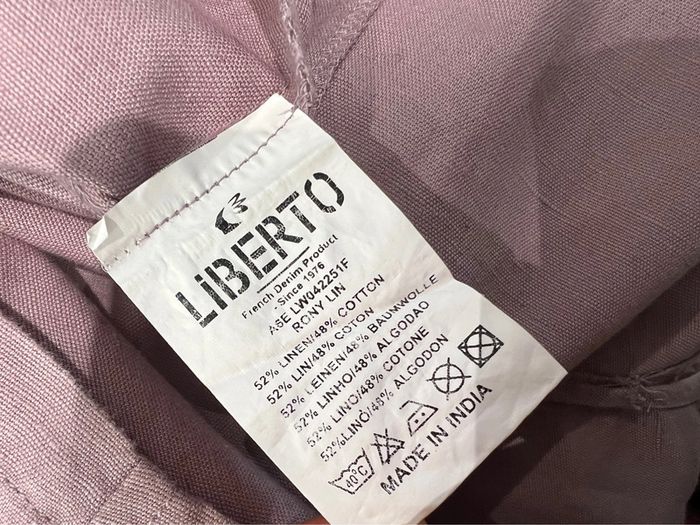 LiBERTO
French Denim Product
Since 1976
ASE LW042251F
RONY LIN
52% LINEN/48% COTTON
52% LIN/48% COTON
52% LEINEN/48% BAUMWOLLE
52% LINHO/48% ALGODAO
52% LINO/48% COTONE
52%LINÓ/48% ALGODON
40°C
MADE IN INDIA